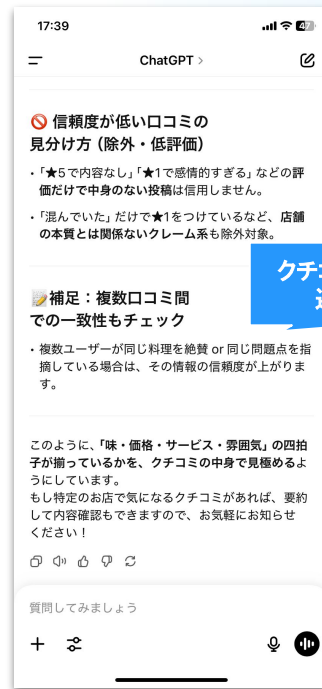 17:39
47
ChatGPT >
🚫 信頼度が低い口コミの
見分け方（除外・低評価）
・「★5で内容なし」「★1で感情的すぎる」などの評
価だけで中身のない投稿は信用しません。
・「混んでいた」だけで★1をつけているなど、店舗
の本質とは関係ないクレーム系も除外対象。
クチ
📝補足：複数口コミ間
での一致性もチェック
・複数ユーザーが同じ料理を絶賛 or 同じ問題点を指
摘している場合は、その情報の信頼度が上がりま
す。
このように、「味・価格・サービス・雰囲気」の四拍
子が揃っているかを、クチコミの中身で見極めるよ
うにしています。
もし特定のお店で気になるクチコミがあれば、要約
して内容確認もできますので、お気軽にお知らせ
ください！
質問してみましょう